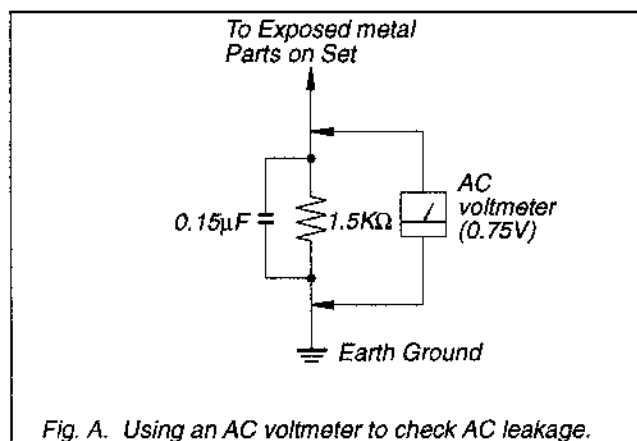 To Exposed metal
Parts on Set
0.15µF
1.5KΩ
AC
voltmeter
(0.75V)
Earth Ground
Fig. A. Using an AC voltmeter to check AC leakage.